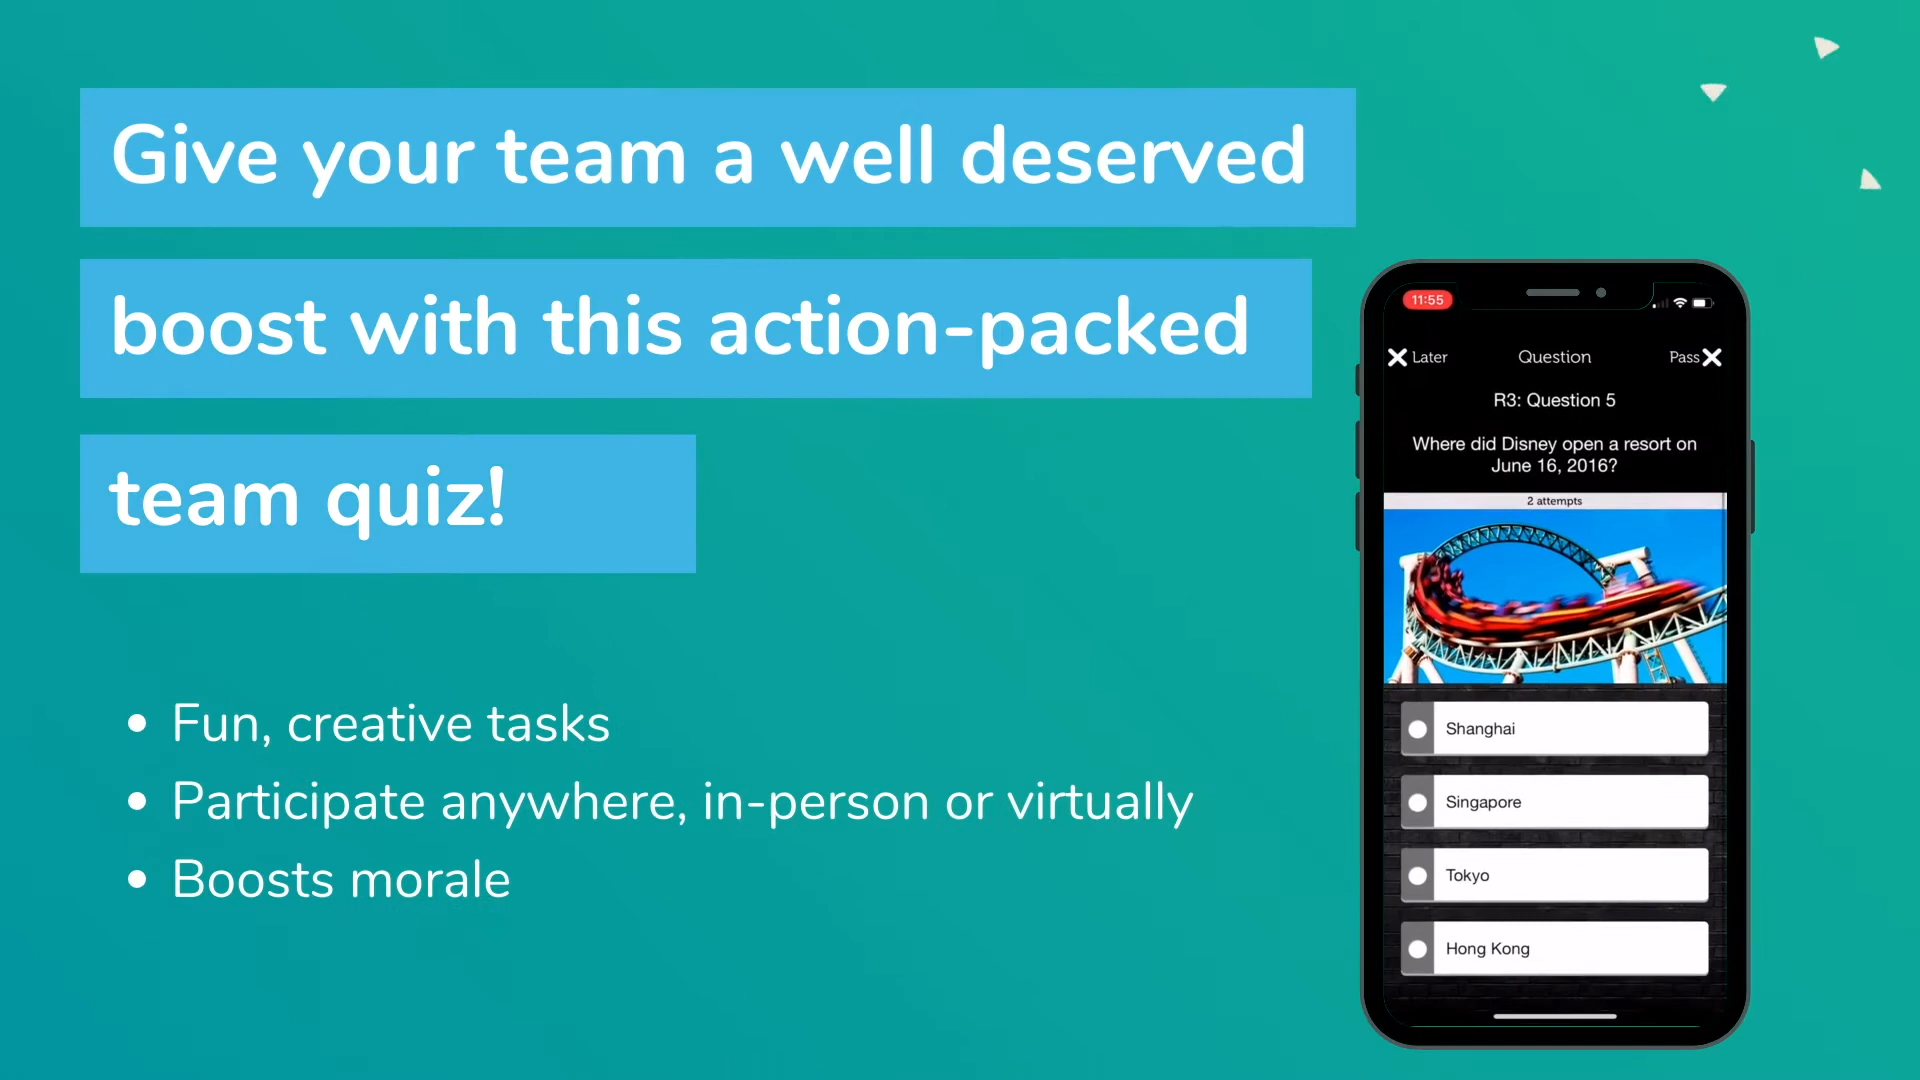 Give your team a well deserved
boost with this action-packed
team quiz!
• Fun, creative tasks
• Participate anywhere, in-person or virtually
• Boosts morale
11:55
Later Question Pass
R3: Question 5
Where did Disney open a resort on
June 16, 2016?
2 attempts
Shanghai
Singapore
Tokyo
Hong Kong